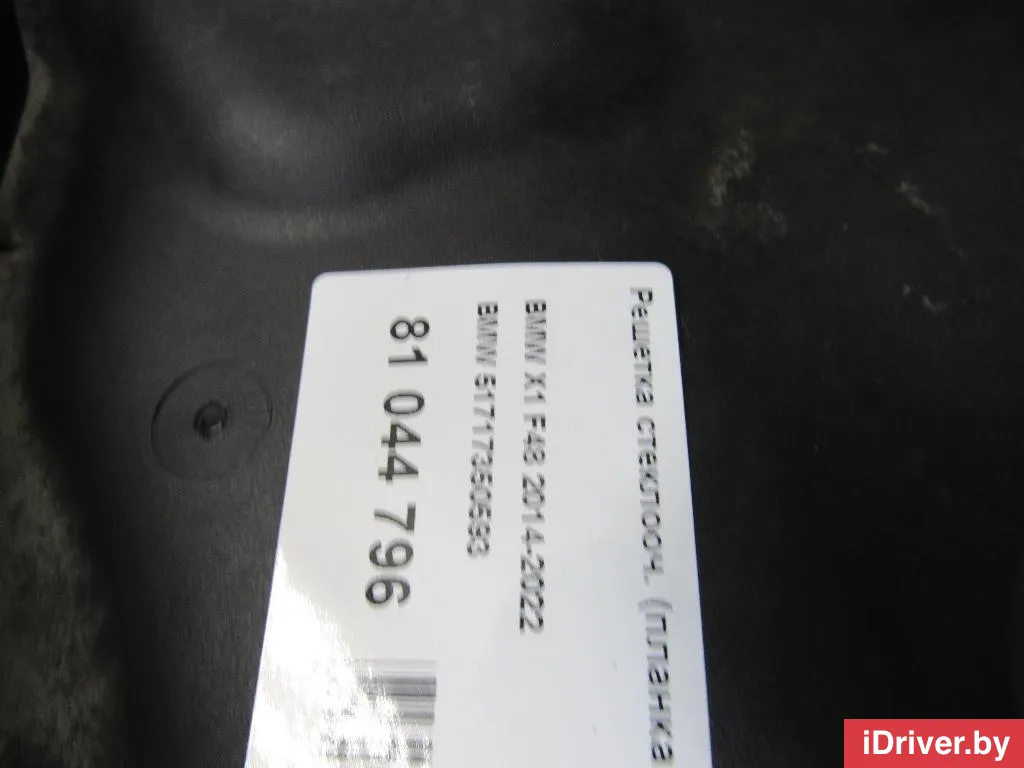 Решетка стеклооч. (планка
BMW X1 F48 2014-2022
BMW 51717350593
81 044 796
iDriver.by